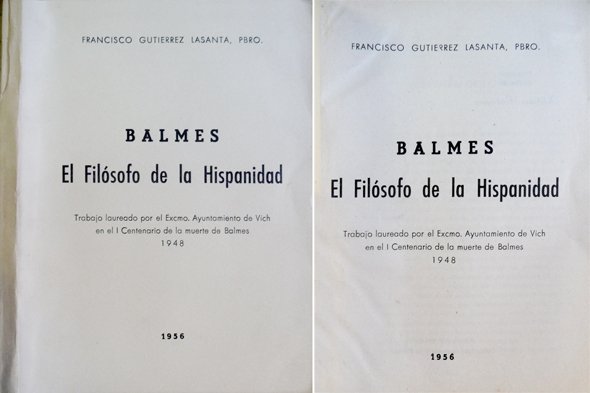 FRANCISCO GUTIERREZ LASANTA, PBRO.
BALMES
El Filósofo de la Hispanidad
Trabajo laureado por el Excmo. Ayuntamiento de Vich
en el I Centenario de la muerte de Balmes
1948
1956
FRANCISCO GUTIERREZ LASANTA, PBRO.
BALMES
El Filósofo de la Hispanidad
Trabajo laureado por el Excmo. Ayuntamiento de Vich
en el I Centenario de la muerte de Balmes
1948
1956